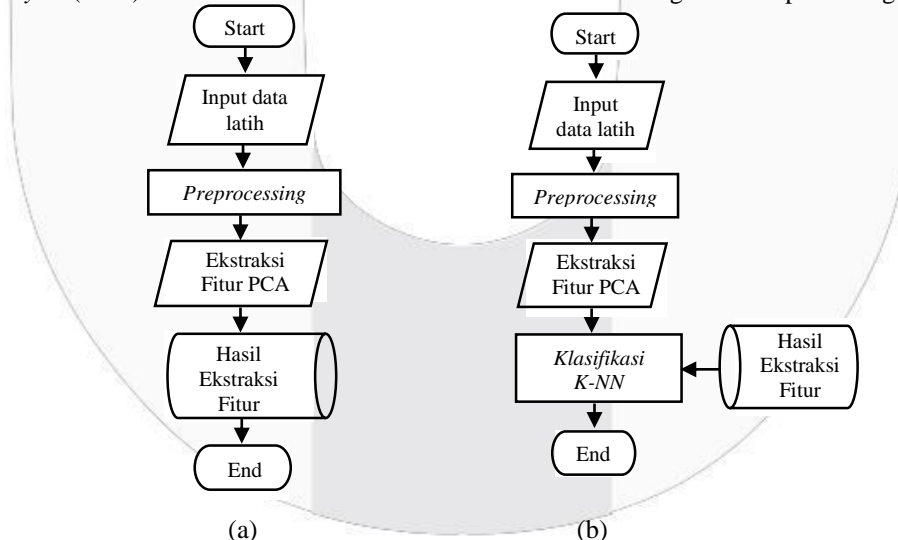 Start
Input data
latih
Preprocessing
Ekstraksi
Fitur PCA
Hasil
Ekstraksi
Fitur
End
(a)
Start
Input
data latih
Preprocessing
Ekstraksi
Fitur PCA
Klasifikasi
K-NN
Hasil
Ekstraksi
Fitur
End
(b)